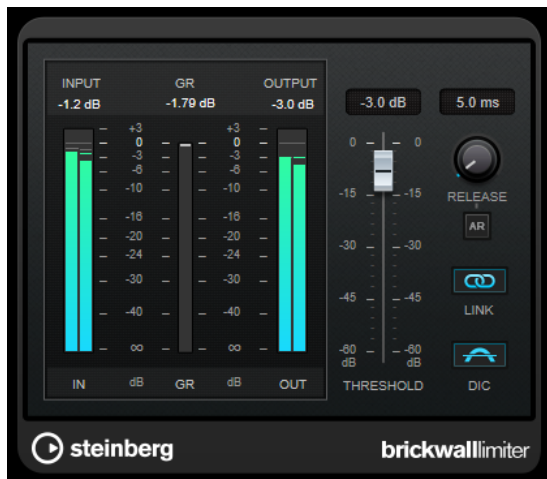 INPUT GR OUTPUT
-1.2 dB -1.79 dB -3.0 dB -3.0 dB 5.0 ms
+3 +3
0 0 0 0
-3 -3
-6 -6
-10 -10 -15 -15 RELEASE
-16 -16 AR
-20 -20
-24 -24 -30 -30
-30 -30
-45 -45
-40 -40 LINK
∞ ∞ -60 -60
dB dB
IN dB GR dB OUT THRESHOLD DIC
steinberg brickwalllimiter